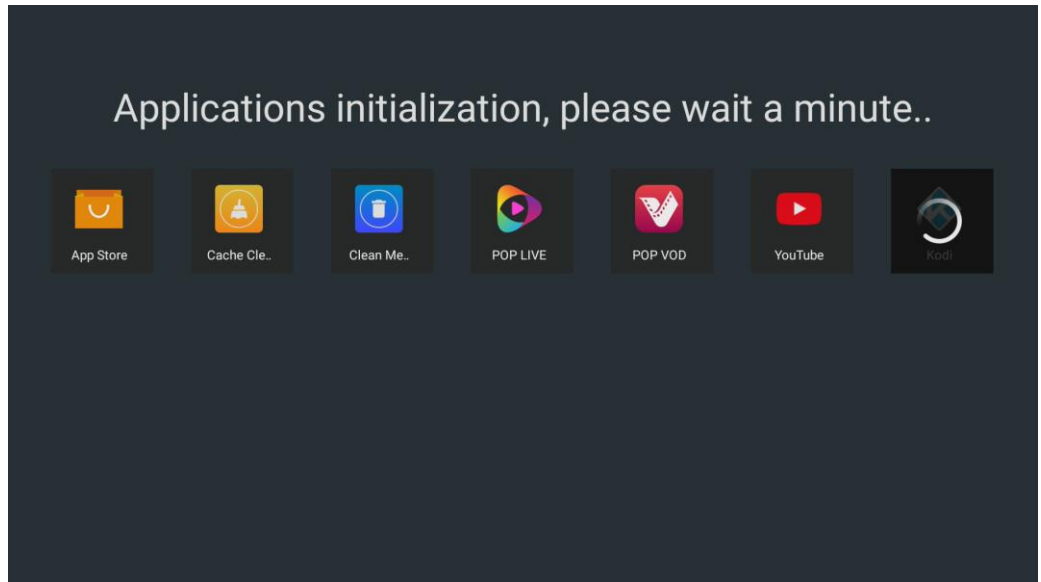 Applications initialization, please wait a minute..
App Store
Cache Cle..
Clean Me..
POP LIVE
POP VOD
YouTube
Kodi